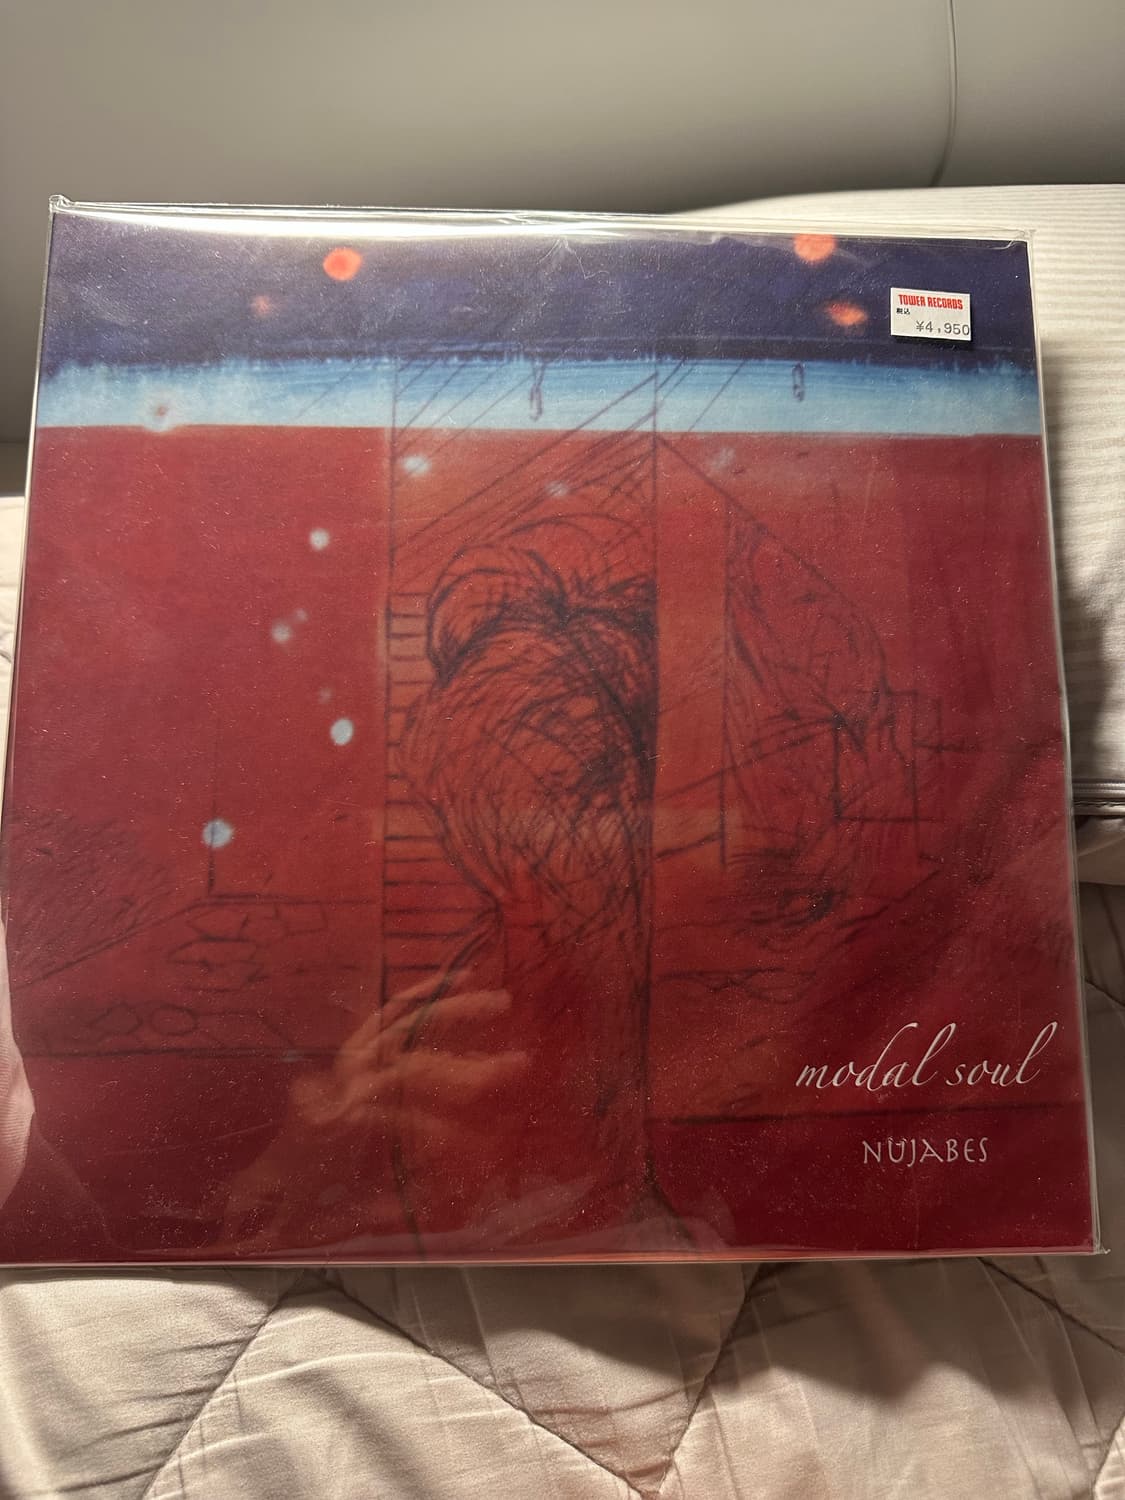 TOWER RECORDS
税込
¥4,950
modal soul
NUJABES